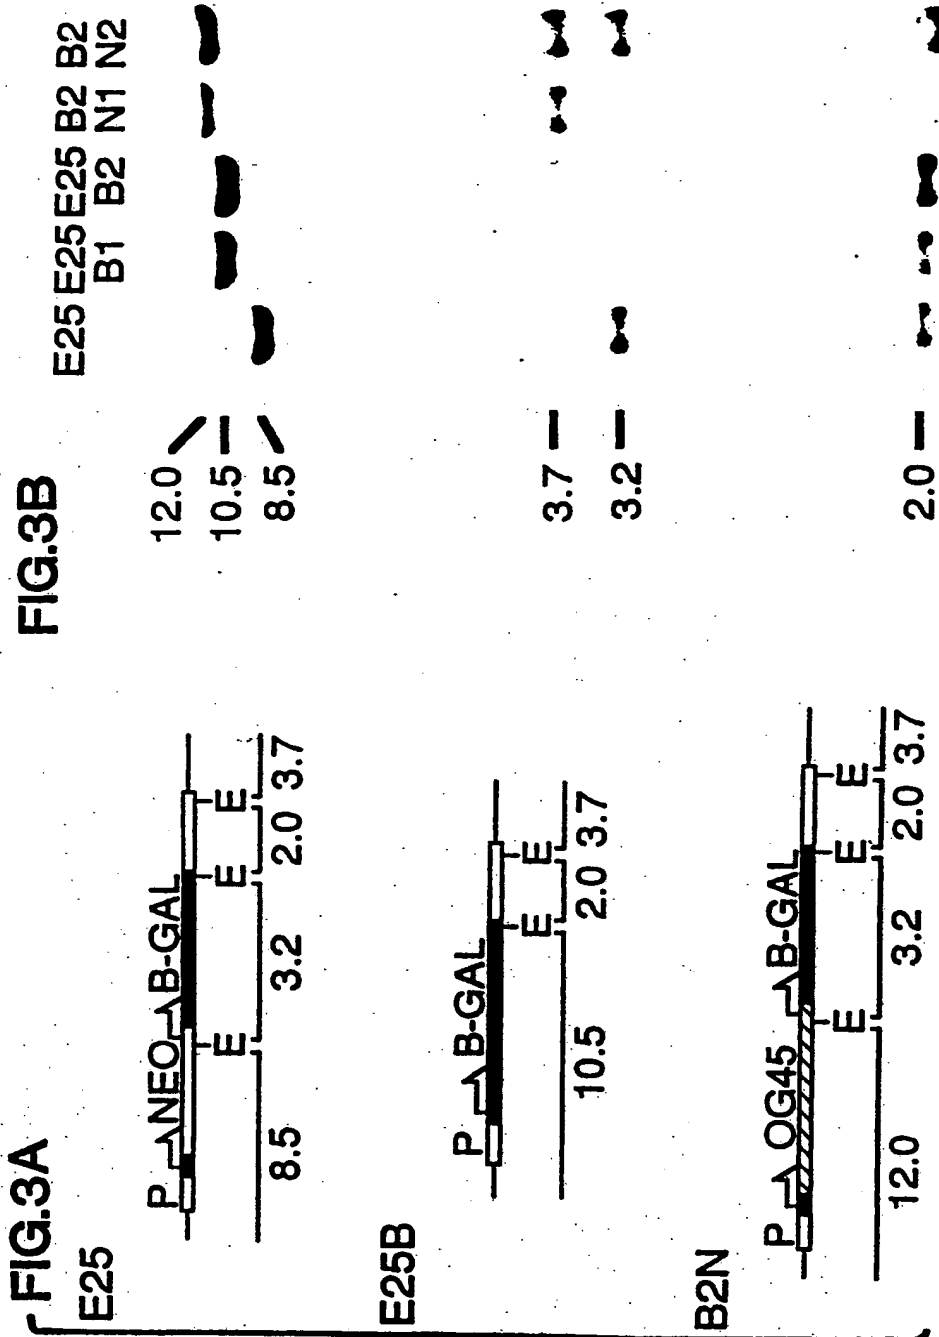 FIG.3A
E25
P NEO B-GAL
E E E
8.5 3.2 2.0 3.7
E25B
P B-GAL
E E
10.5 2.0 3.7
B2N
P OG45 B-GAL
E E E
12.0 3.2 2.0 3.7
FIG.3B
E25 E25 E25 B2 B2
B1 B2 N1 N2
12.0
10.5
8.5
3.7
3.2
2.0